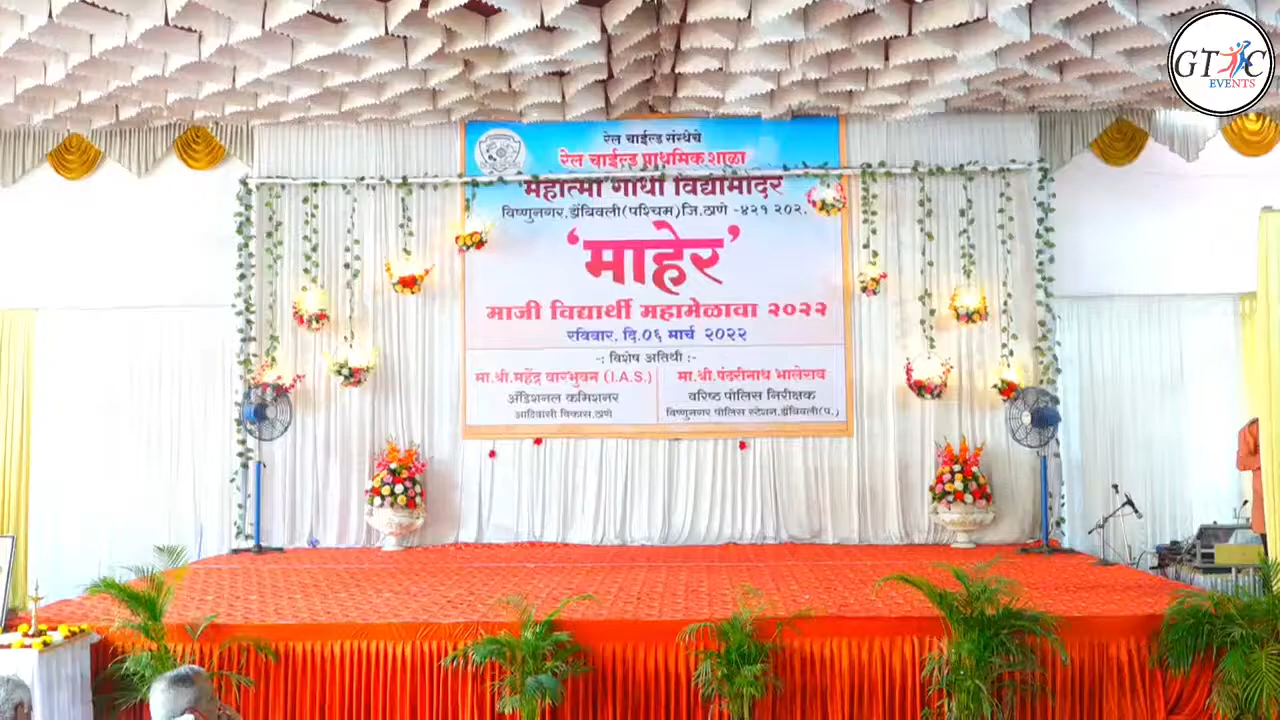 रेल चाईल्ड संस्थेचे
रेल चाईल्ड प्राथमिक शाळा
महात्मा गांधी विद्यामंदिर
विष्णुनगर,डोंबिवली(पश्चिम)जि.ठाणे -४२१ २०२.
‘माहेर’
माजी विद्यार्थी महामेळावा २०२२
रविवार, दि.०६ मार्च २०२२
-: विशेष अतिथी :-
मा.श्री.महेंद्र वारभुवन (I.A.S.)
ॲडिशनल कमिशनर
आदिवासी विकास,ठाणे
मा.श्री.पंढरीनाथ भालेराव
वरिष्ठ पोलिस निरीक्षक
विष्णुनगर पोलिस स्टेशन,डोंबिवली(प.)
GTC
EVENTS